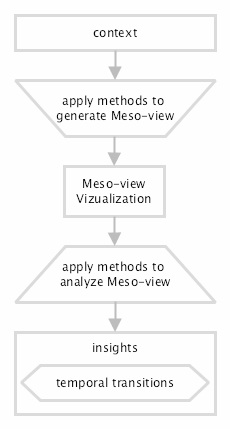 context
apply methods to
generate Meso-view
Meso-view
Vizualization
apply methods to
analyze Meso-view
insights
temporal transitions